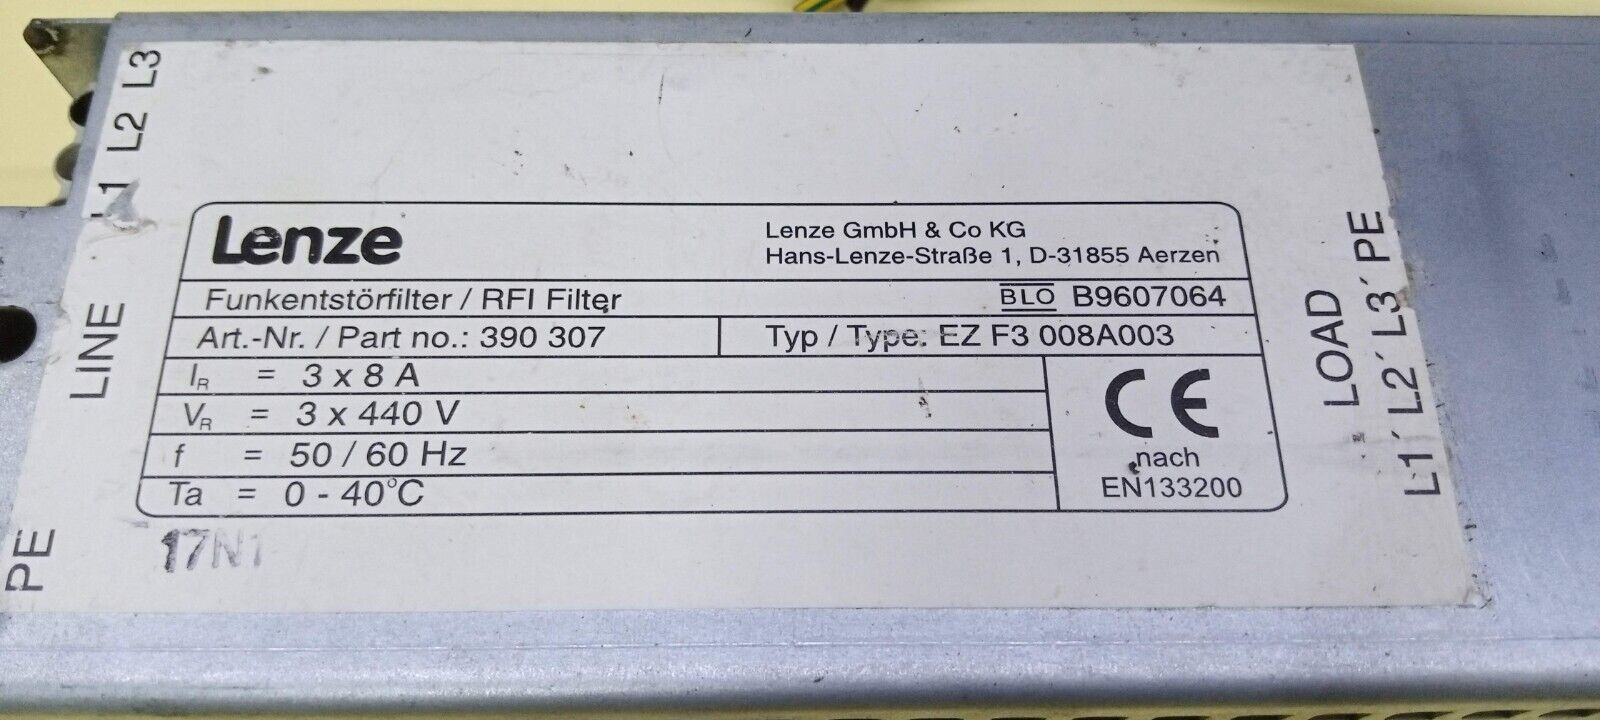 L1 L2 L3
LINE
PE
Lenze
Lenze GmbH & Co KG
Hans-Lenze-Straße 1, D-31855 Aerzen
Funkentstörfilter / RFI Filter
BLO B9607064
Art.-Nr. / Part no.: 390 307
Typ / Type: EZ F3 008A003
IR = 3 x 8 A
VR = 3 x 440 V
f = 50 / 60 Hz
Ta = 0 - 40°C
CE
nach
EN133200
17N1
LOAD
L1´ L2´ L3´ PE